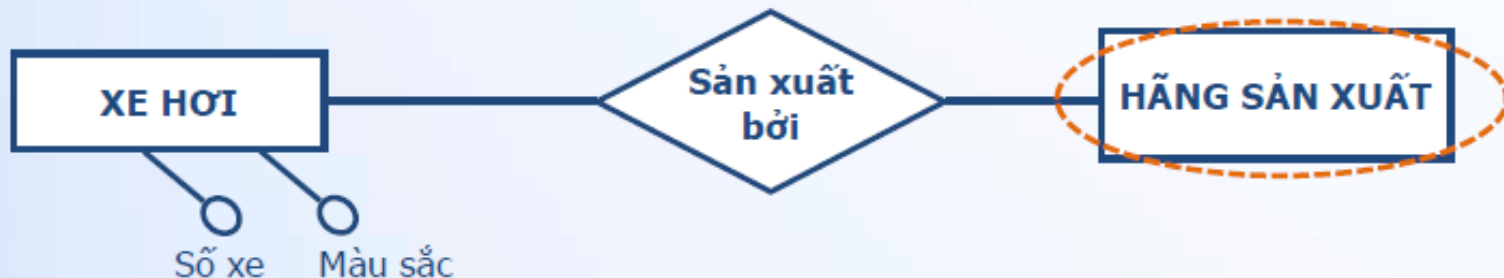 XE HƠI
Sản xuất
bởi
HÃNG SẢN XUẤT
Số xe
Màu sắc